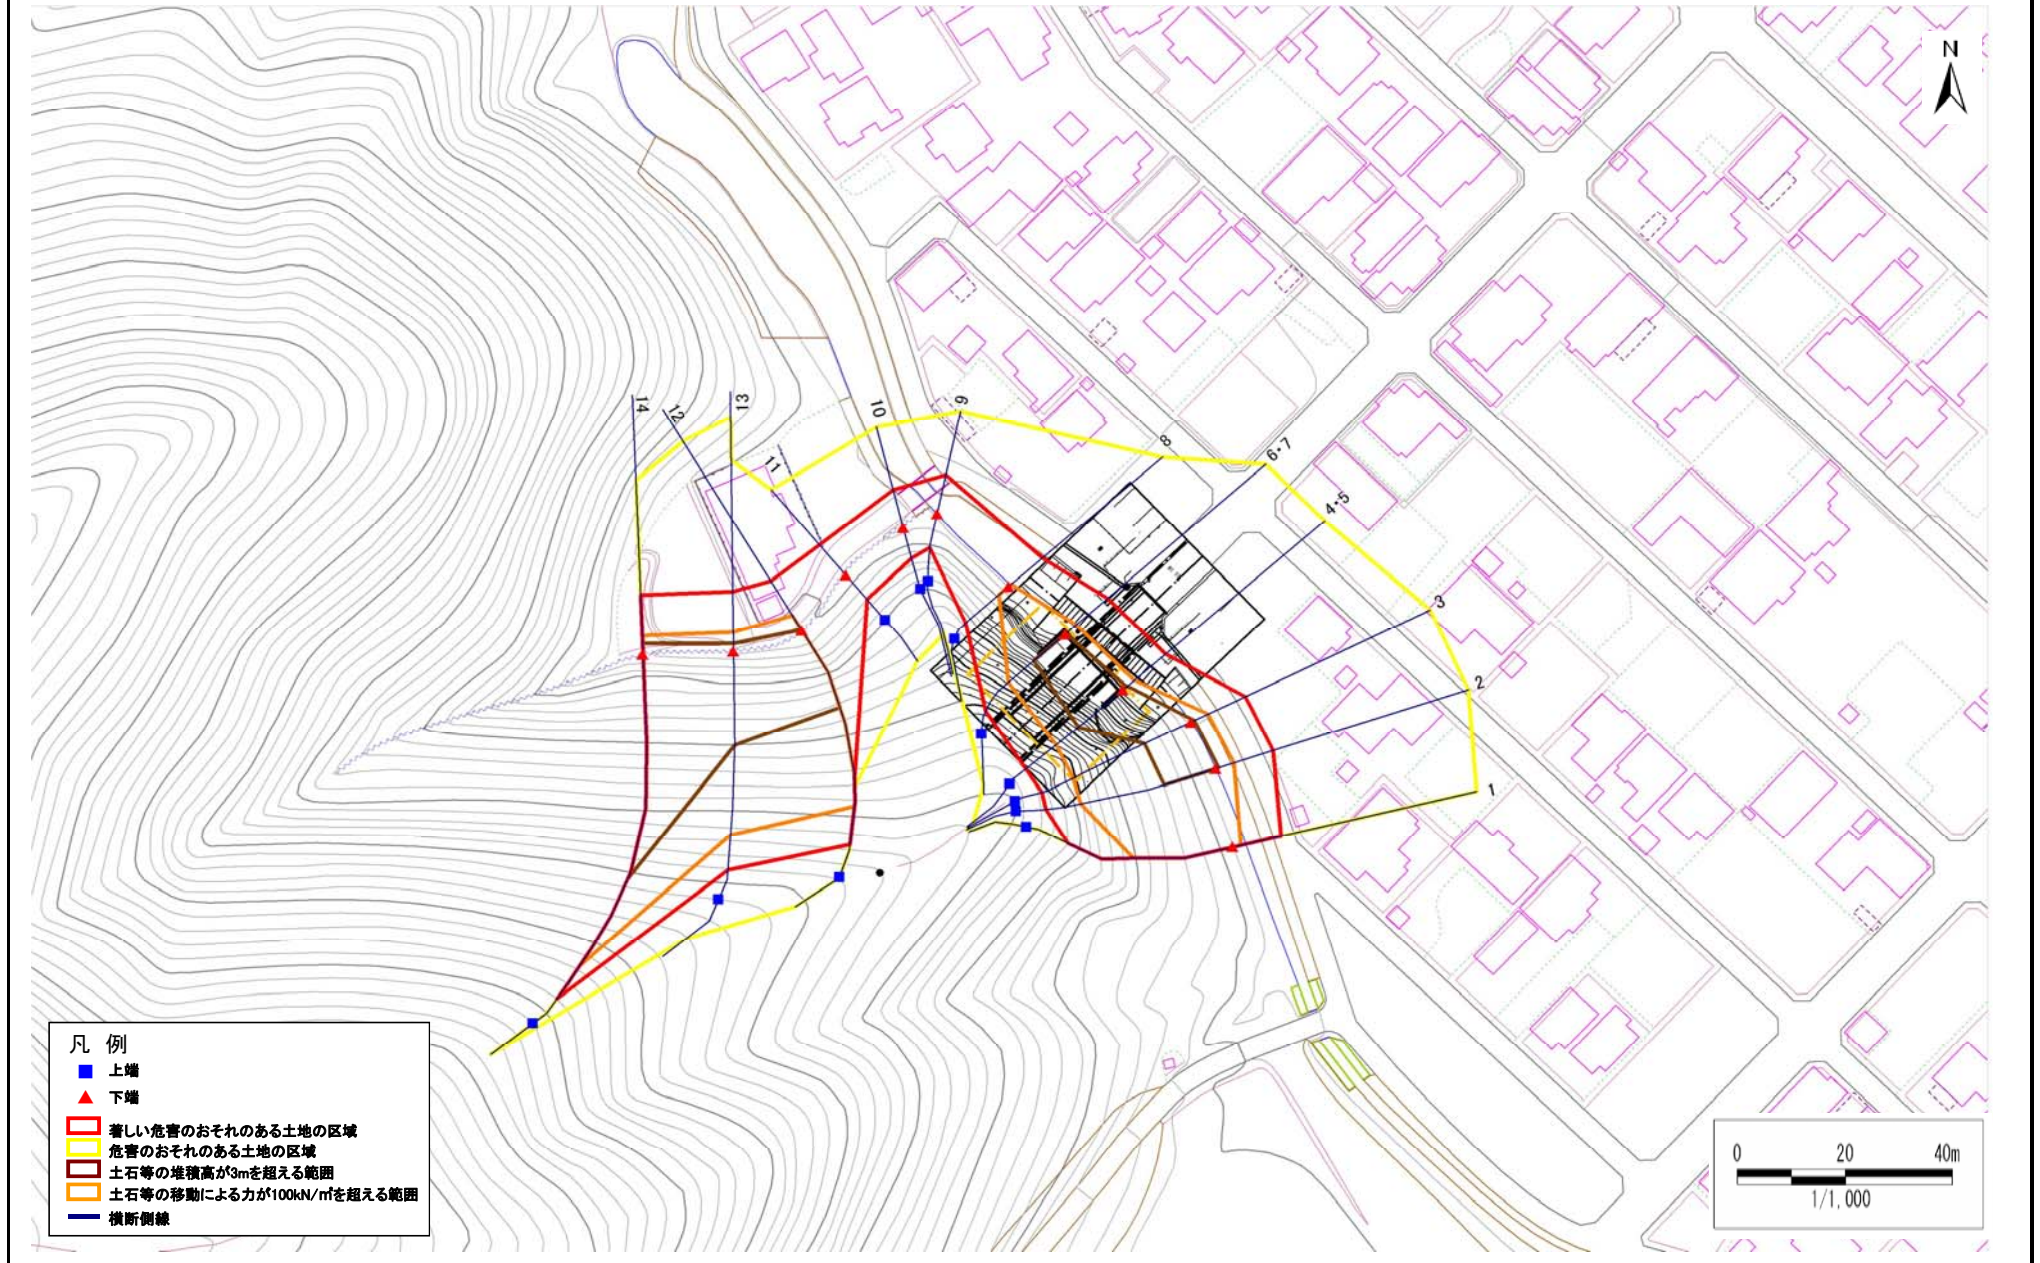 N
14
12
13
10
9
11
8
6・7
4・5
3
2
1
凡 例
上端
下端
著しい危害のおそれのある土地の区域
危害のおそれのある土地の区域
土石等の堆積高が3mを超える範囲
土石等の移動による力が100kN/㎡を超える範囲
横断側線
0 20 40m
1/1,000